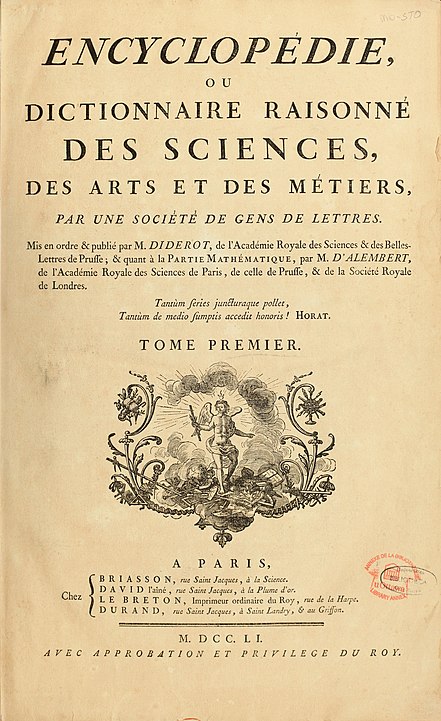 ENCYCLOPÉDIE,
OU
DICTIONNAIRE RAISONNÉ
DES SCIENCES,
DES ARTS ET DES MÉTIERS,
PAR UNE SOCIÉTÉ DE GENS DE LETTRES.
Mis en ordre & publié par M. DIDEROT, de l'Académie Royale des Sciences & des Belles-
Lettres de Prusse; & quant à la PARTIE MATHÉMATIQUE, par M. D'ALEMBERT,
de l'Académie Royale des Sciences de Paris, de celle de Prusse, & de la Société Royale
de Londres.
Tantùm series juncturaque pollet,
Tantùm de medio sumptis accedit honoris! HORAT.
TOME PREMIER.
A PARIS,
Chez
BRIASSON, rue Saint Jacques, à la Science.
DAVID l'aîné, rue Saint Jacques, à la Plume d'or.
LE BRETON, Imprimeur ordinaire du Roy, rue de la Harpe.
DURAND, rue Saint Jacques, à Saint Landry, & au Griffon.
M. DCC. LI.
AVEC APPROBATION ET PRIVILEGE DU ROY.